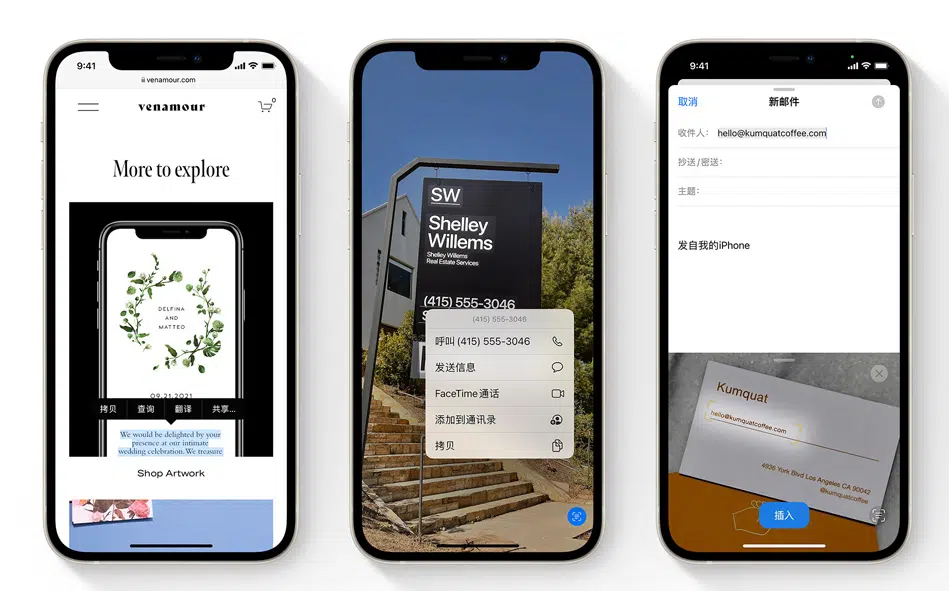 9:41
venamour.com
venamour
0
More to explore
DELFINA
AND
MATTEO
09.21.2021
拷贝
查询
翻译
共享...
We would be delighted by your
presence at our intimate
wedding celebration. We treasure
Shop Artwork
SW
Shelley
Willems
Shelley Willems
Real Estate Services
(415) 555-3046
S
(415) 555-3046
呼叫 (415) 555-3046
发送信息
FaceTime 通话
添加到通讯录
拷贝
9:41
取消
新邮件
收件人：
hello@kumquatcoffee.com
抄送/密送：
主题：
发自我的iPhone
Kumquat
hello@kumquatcoffee.com
4936 York Blvd Los Angeles CA 90042
@kumquatcoffee
插入